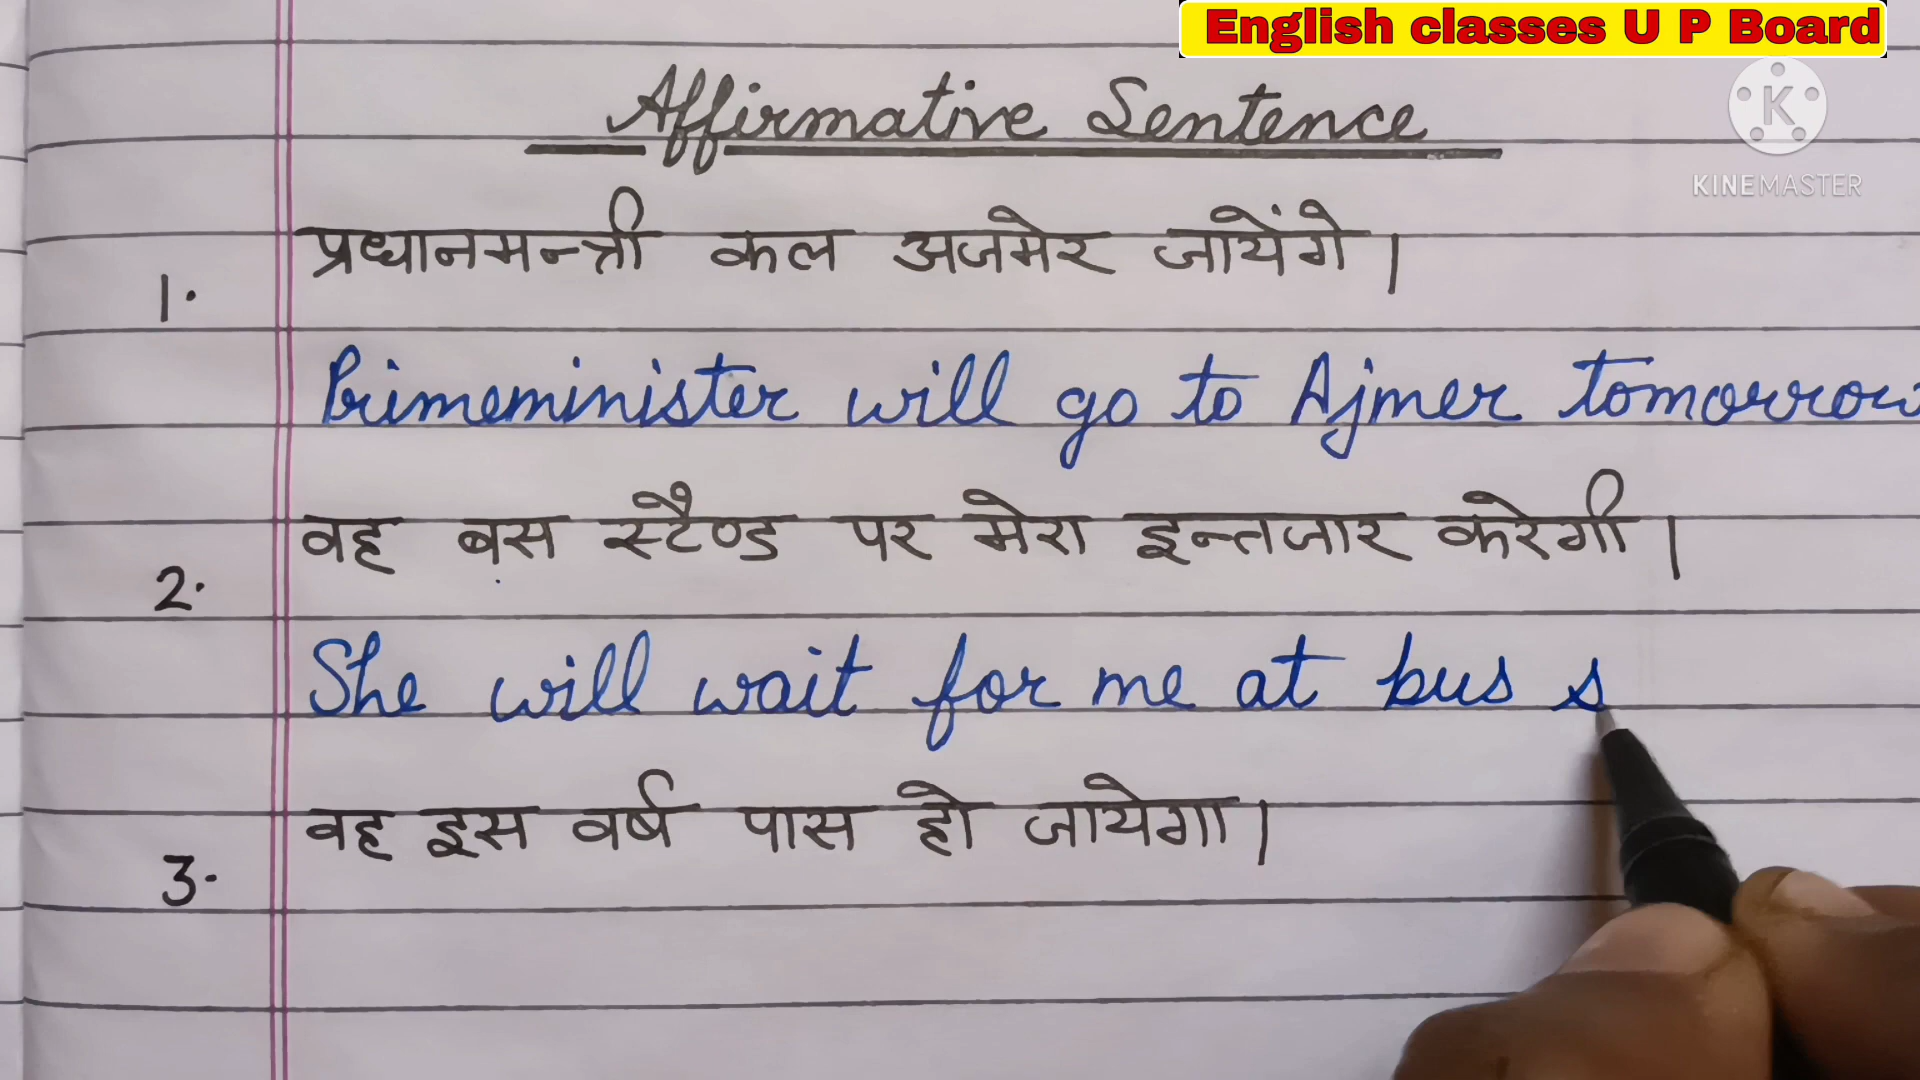 English classes U P Board
Affirmative Sentence
KINEMASTER
1. प्रधानमन्त्री कल अजमेर जायेंगे।
Primeminister will go to Ajmer tomorrow
2. वह बस स्टैण्ड पर मेरा इन्तजार करेगी।
She will wait for me at bus s
3. वह इस वर्ष पास हो जायेगा।